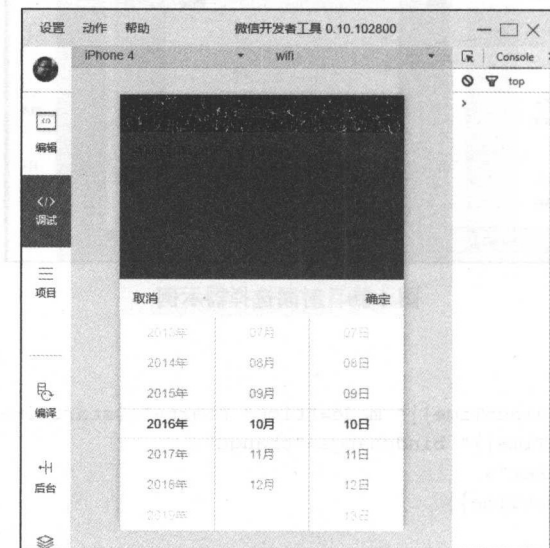 设置 动作 帮助 微信开发者工具 0.10.102800
iPhone 4 wifi Console
top
编辑
</>
调试
项目
取消 确定
2013年 07月 07日
2014年 08月 08日
2015年 09月 09日
2016年 10月 10日
2017年 11月 11日
2018年 12月 12日
2019年 13日
编译
后台